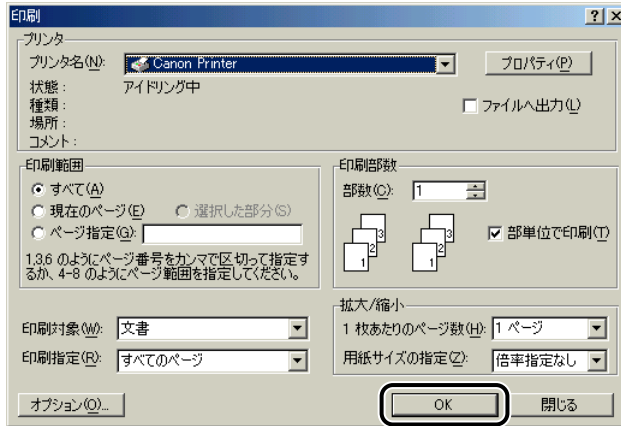 印刷
プリンタ
プリンタ名(N): Canon Printer プロパティ(P)
状態: アイドリング中
種類: ファイルへ出力(L)
場所:
コメント:
印刷範囲
すべて(A)
現在のページ(E) 選択した部分(S)
ページ指定(G):
1,3,6 のようにページ番号をカンマで区切って指定す
るか、4-8 のようにページ範囲を指定してください。
印刷部数
部数(C): 1
3 3
2 2
1 1
部単位で印刷(T)
印刷対象(W): 文書
印刷指定(R): すべてのページ
拡大/縮小
1 枚あたりのページ数(H): 1 ページ
用紙サイズの指定(Z): 倍率指定なし
オプション(O)... OK 閉じる